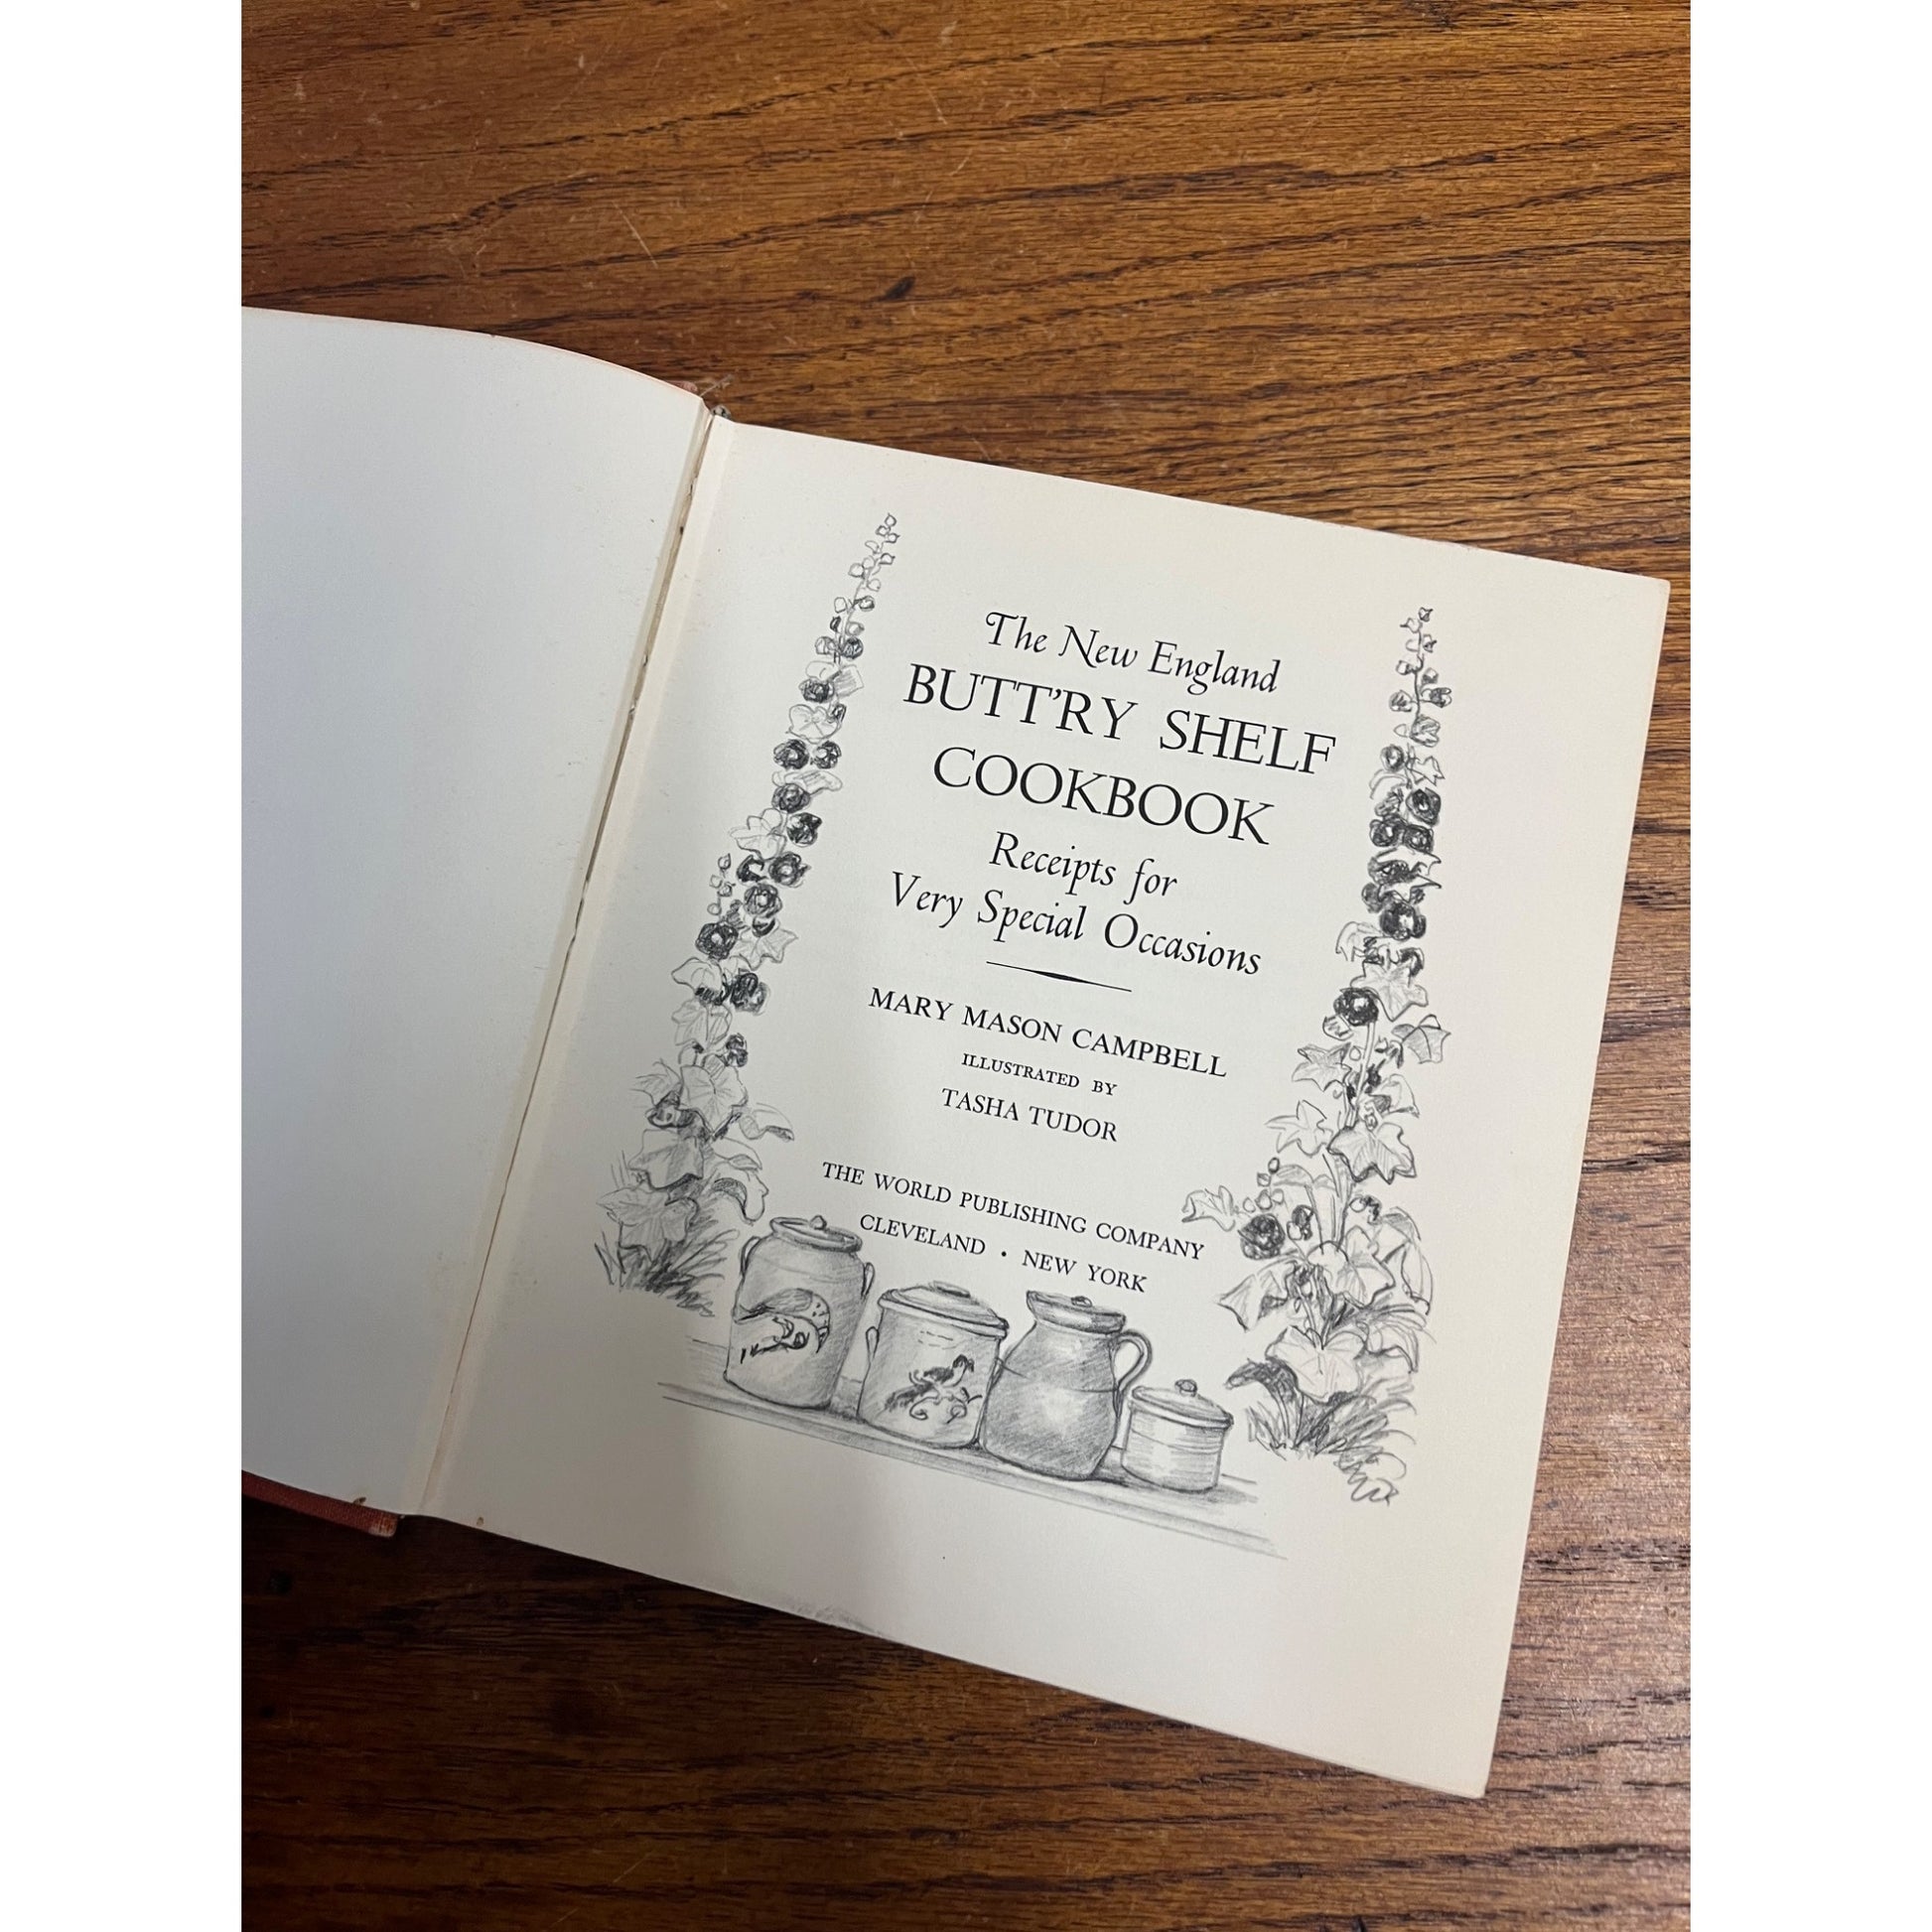 The New England
BUTT'RY SHELF
COOKBOOK
Receipts for
Very Special Occasions
MARY MASON CAMPBELL
ILLUSTRATED BY
TASHA TUDOR
THE WORLD PUBLISHING COMPANY
CLEVELAND • NEW YORK